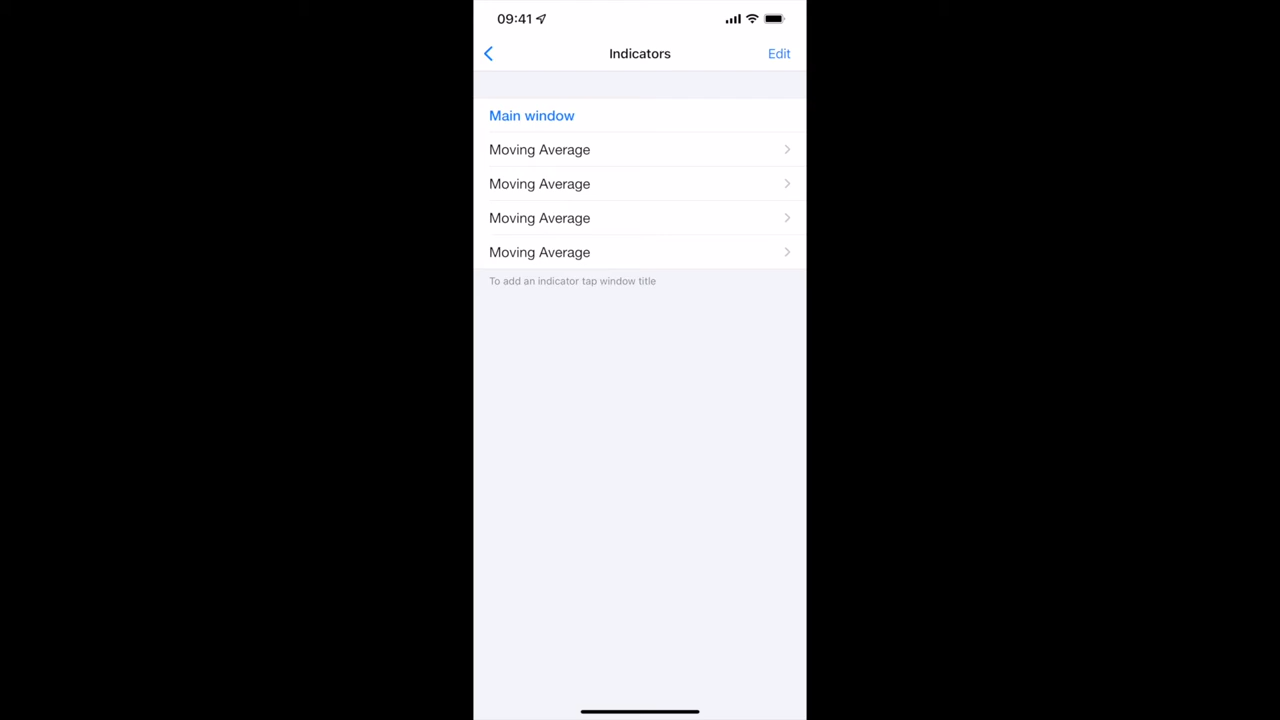 09:41
Indicators
Edit
Main window
Moving Average
Moving Average
Moving Average
Moving Average
To add an indicator tap window title